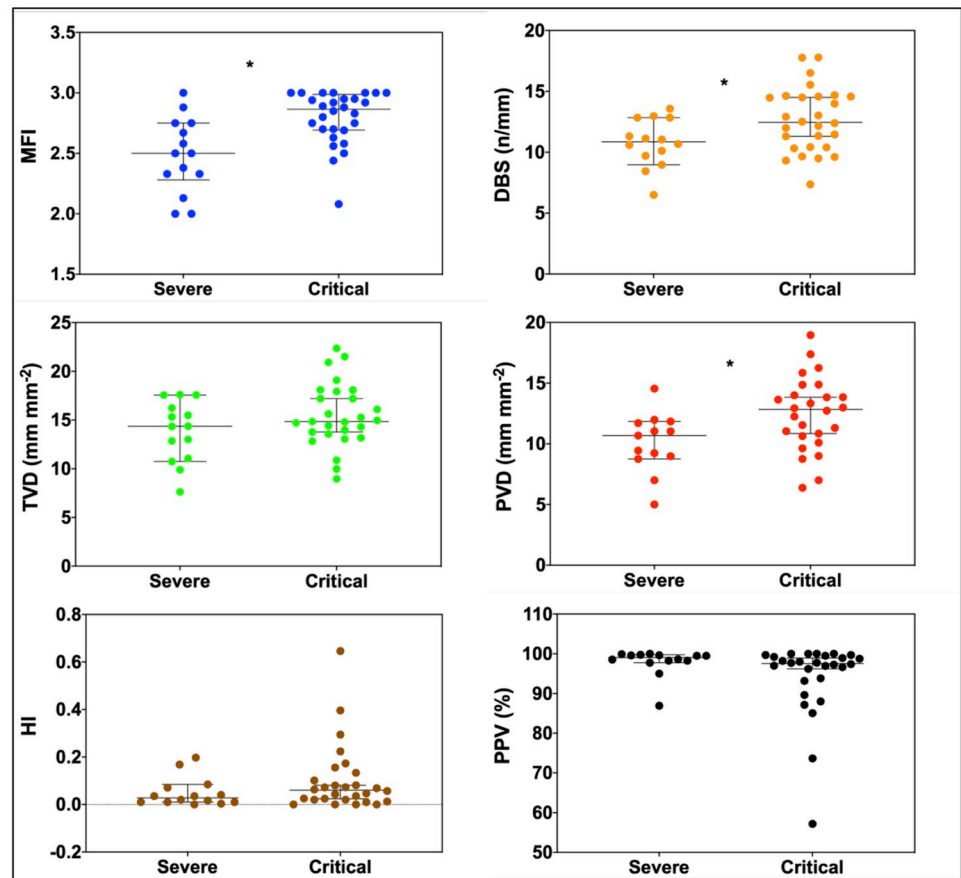 3.5
3.0
2.5
2.0
1.5
MFI
*
Severe
Critical
20
15
10
5
0
DBS (n/mm)
*
Severe
Critical
25
20
15
10
5
0
TVD (mm mm⁻²)
Severe
Critical
20
15
10
5
0
PVD (mm mm⁻²)
*
Severe
Critical
0.8
0.6
0.4
0.2
0.0
-0.2
HI
Severe
Critical
110
100
90
80
70
60
50
PPV (%)
Severe
Critical